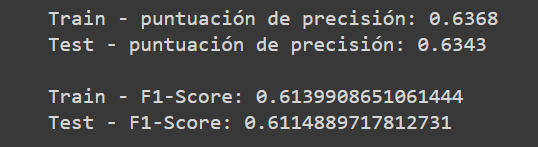 Train - puntuación de precisión: 0.6368
Test - puntuación de precisión: 0.6343
Train - F1-Score: 0.6139908651061444
Test - F1-Score: 0.6114889717812731